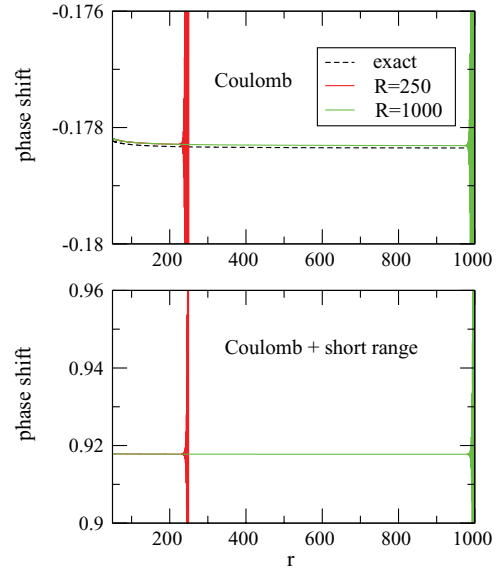 -0.176
Coulomb
exact
R=250
R=1000
phase shift
-0.178
-0.18
200
400
600
800
1000
0.96
Coulomb + short range
0.94
phase shift
0.92
0.9
200
400
600
800
1000
r